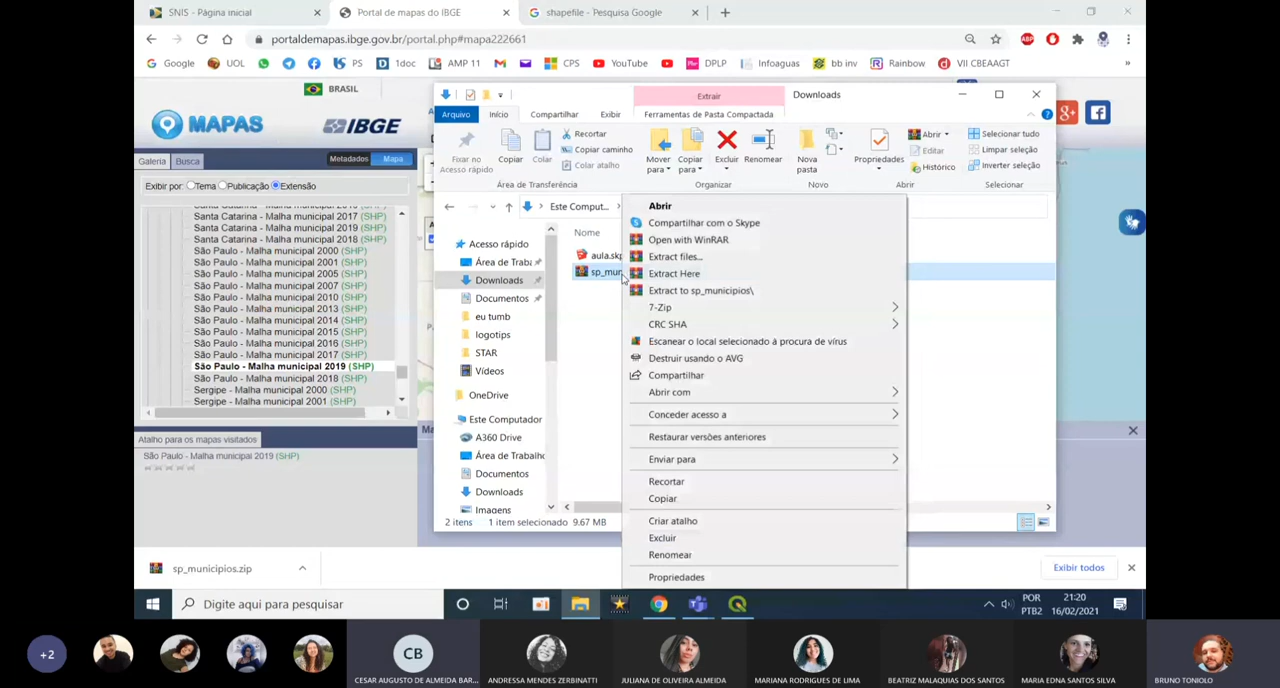 SNIS - Página inicial
Portal de mapas do IBGE
shapefile - Pesquisa Google
portaldemapas.ibge.gov.br/portal.php#mapa222661
Google
UOL
PS
1doc
AMP 11
CPS
YouTube
DPLP
Infoaguas
bb inv
Rainbow
VII CBEAAGT
BRASIL
MAPAS
IBGE
Galeria
Busca
Metadados
Mapa
Exibir por:
Tema
Publicação
Extensão
Santa Catarina - Malha municipal 2017 (SHP)
Santa Catarina - Malha municipal 2018 (SHP)
São Paulo - Malha municipal 2000 (SHP)
São Paulo - Malha municipal 2001 (SHP)
São Paulo - Malha municipal 2005 (SHP)
São Paulo - Malha municipal 2007 (SHP)
São Paulo - Malha municipal 2010 (SHP)
São Paulo - Malha municipal 2013 (SHP)
São Paulo - Malha municipal 2014 (SHP)
São Paulo - Malha municipal 2015 (SHP)
São Paulo - Malha municipal 2016 (SHP)
São Paulo - Malha municipal 2017 (SHP)
São Paulo - Malha municipal 2019 (SHP)
São Paulo - Malha municipal 2018 (SHP)
Sergipe - Malha municipal 2000 (SHP)
Sergipe - Malha municipal 2001 (SHP)
Atalho para os mapas visitados
São Paulo - Malha municipal 2019 (SHP)
Extrair
Downloads
Arquivo
Início
Compartilhar
Exibir
Ferramentas de Pasta Compactada
Fixar no Acesso rápido
Copiar
Colar
Recortar
Copiar caminho
Colar atalho
Área de Transferência
Mover para
Copiar para
Excluir
Renomear
Organizar
Nova pasta
Novo
Propriedades
Abrir
Editar
Histórico
Abrir
Selecionar tudo
Limpar seleção
Inverter seleção
Selecionar
Este Comput...
Nome
aula.skp
sp_mun
Acesso rápido
Área de Traba
Downloads
Documentos
eu tumb
logotips
STAR
Vídeos
OneDrive
Este Computador
A360 Drive
Área de Trabalho
Documentos
Downloads
Imagens
2 itens
1 item selecionado 9.67 MB
Abrir
Compartilhar com o Skype
Open with WinRAR
Extract files...
Extract Here
Extract to sp_municipios\
7-Zip
CRC SHA
Escanear o local selecionado à procura de vírus
Destruir usando o AVG
Compartilhar
Abrir com
Conceder acesso a
Restaurar versões anteriores
Enviar para
Recortar
Copiar
Criar atalho
Excluir
Renomear
Propriedades
sp_municipios.zip
Exibir todos
Digite aqui para pesquisar
POR
PTB2
21:20
16/02/2021
+2
CB
CESAR AUGUSTO DE ALMEIDA BAR...
ANDRESSA MENDES ZERBINATTI
JULIANA DE OLIVEIRA ALMEIDA
MARIANA RODRIGUES DE LIMA
BEATRIZ MALAQUIAS DOS SANTOS
MARIA EDNA SANTOS SILVA
BRUNO TONIOLO